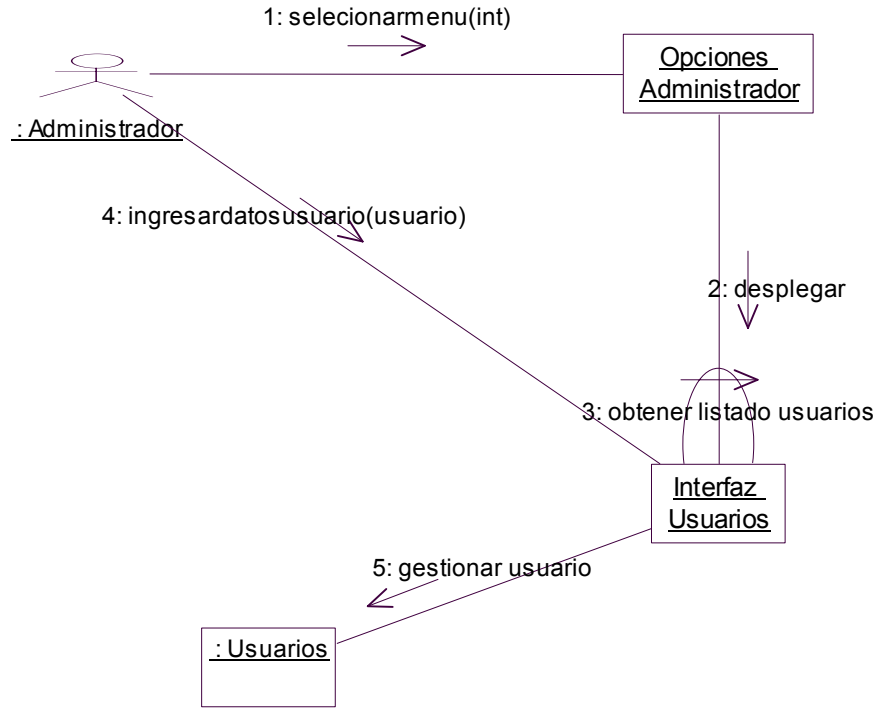 1: selecionarmenu(int)
Opciones
Administrador
: Administrador
4: ingresardatosusuario(usuario)
2: desplegar
3: obtener listado usuarios
Interfaz
Usuarios
5: gestionar usuario
: Usuarios